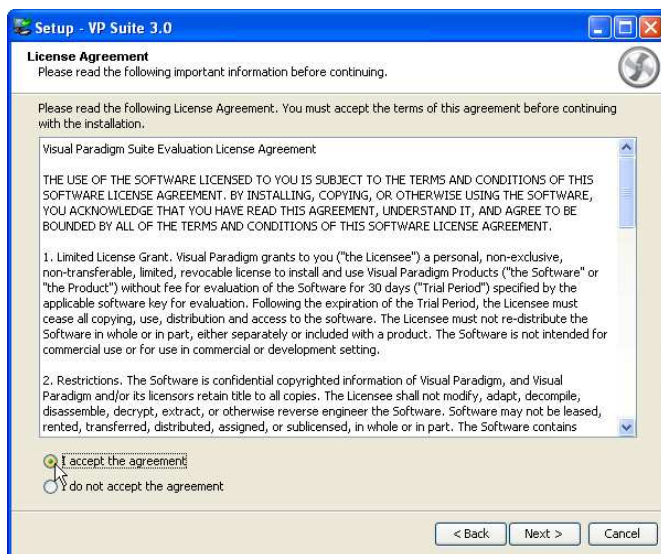 Setup - VP Suite 3.0
License Agreement
Please read the following important information before continuing.
Please read the following License Agreement. You must accept the terms of this agreement before continuing
with the installation.
Visual Paradigm Suite Evaluation License Agreement
THE USE OF THE SOFTWARE LICENSED TO YOU IS SUBJECT TO THE TERMS AND CONDITIONS OF THIS
SOFTWARE LICENSE AGREEMENT. BY INSTALLING, COPYING, OR OTHERWISE USING THE SOFTWARE,
YOU ACKNOWLEDGE THAT YOU HAVE READ THIS AGREEMENT, UNDERSTAND IT, AND AGREE TO BE
BOUND BY ALL OF THE TERMS AND CONDITIONS OF THIS SOFTWARE LICENSE AGREEMENT.
1. Limited License Grant. Visual Paradigm grants to you ("the Licensee") a personal, non-exclusive,
non-transferable, limited, revocable license to install and use Visual Paradigm Products ("the Software" or
"the Product") without fee for evaluation of the Software for 30 days ("Trial Period") specified by the
applicable software key for evaluation. Following the expiration of the Trial Period, the Licensee must
cease all copying, use, distribution and access to the software. The Licensee must not re-distribute the
Software in whole or in part, either separately or included with a product. The Software is not intended for
commercial use or for use in commercial or development setting.
2. Restrictions. The Software is confidential copyrighted information of Visual Paradigm, and Visual
Paradigm and/or its licensors retain title to all copies. The Licensee shall not modify, adapt, decompile,
disassemble, decrypt, extract, or otherwise reverse engineer the Software. Software may not be leased,
rented, transferred, distributed, assigned, or sublicensed, in whole or in part. The Software contains
I accept the agreement
I do not accept the agreement
< Back
Next >
Cancel